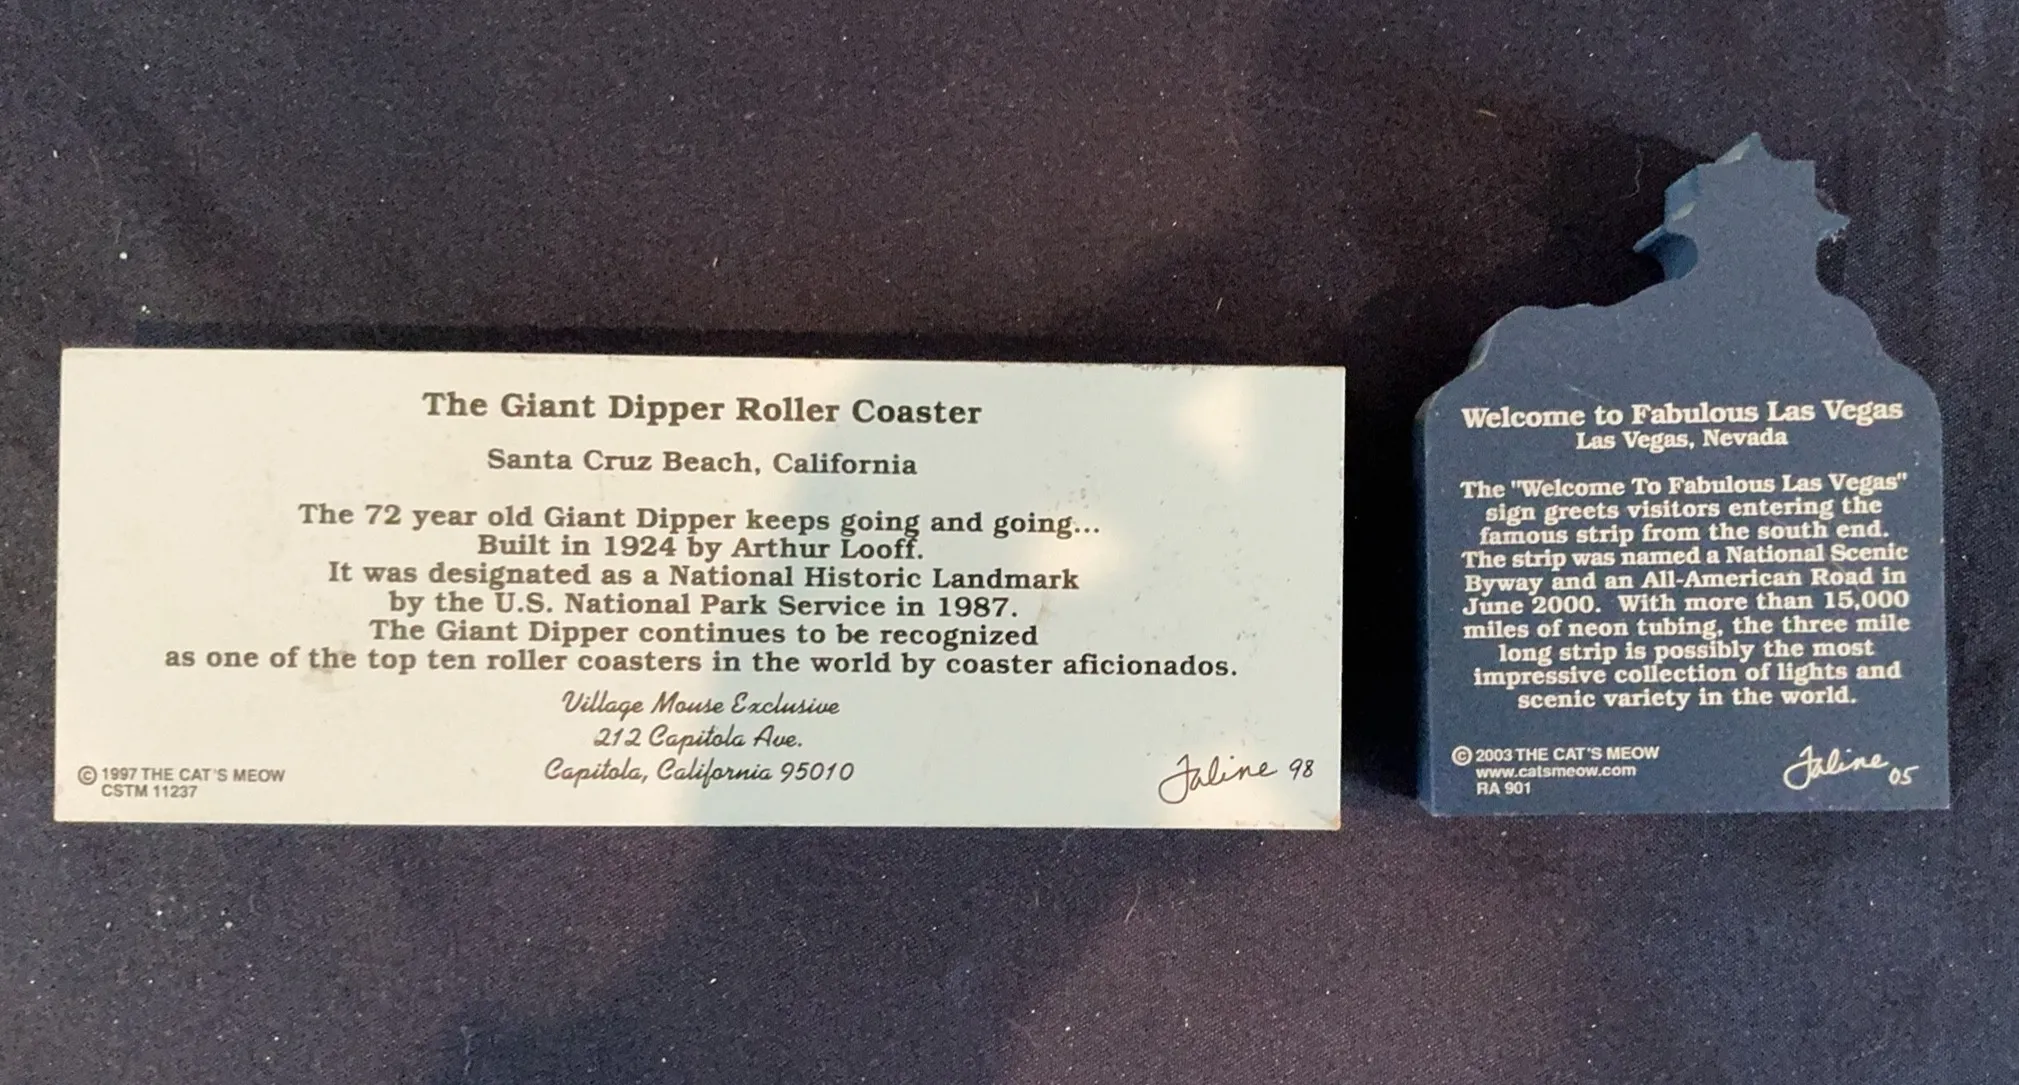 The Giant Dipper Roller Coaster
Santa Cruz Beach, California
The 72 year old Giant Dipper keeps going and going...
Built in 1924 by Arthur Looff.
It was designated as a National Historic Landmark
by the U.S. National Park Service in 1987.
The Giant Dipper continues to be recognized
as one of the top ten roller coasters in the world by coaster aficionados.
Village Mouse Exclusive
212 Capitola Ave.
Capitola, California 95010
© 1997 THE CAT'S MEOW
CSTM 11237
Faline 98
Welcome to Fabulous Las Vegas
Las Vegas, Nevada
The "Welcome To Fabulous Las Vegas"
sign greets visitors entering the
famous strip from the south end.
The strip was named a National Scenic
Byway and an All-American Road in
June 2000. With more than 15,000
miles of neon tubing, the three mile
long strip is possibly the most
impressive collection of lights and
scenic variety in the world.
© 2003 THE CAT'S MEOW
www.catsmeow.com
RA 901
Faline 05